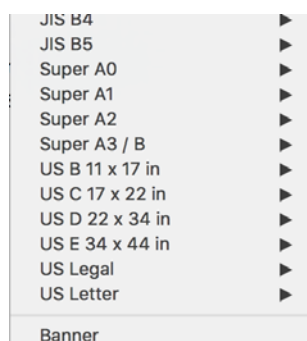 JIS B4
JIS B5
Super A0
Super A1
Super A2
Super A3 / B
US B 11 x 17 in
US C 17 x 22 in
US D 22 x 34 in
US E 34 x 44 in
US Legal
US Letter
Banner